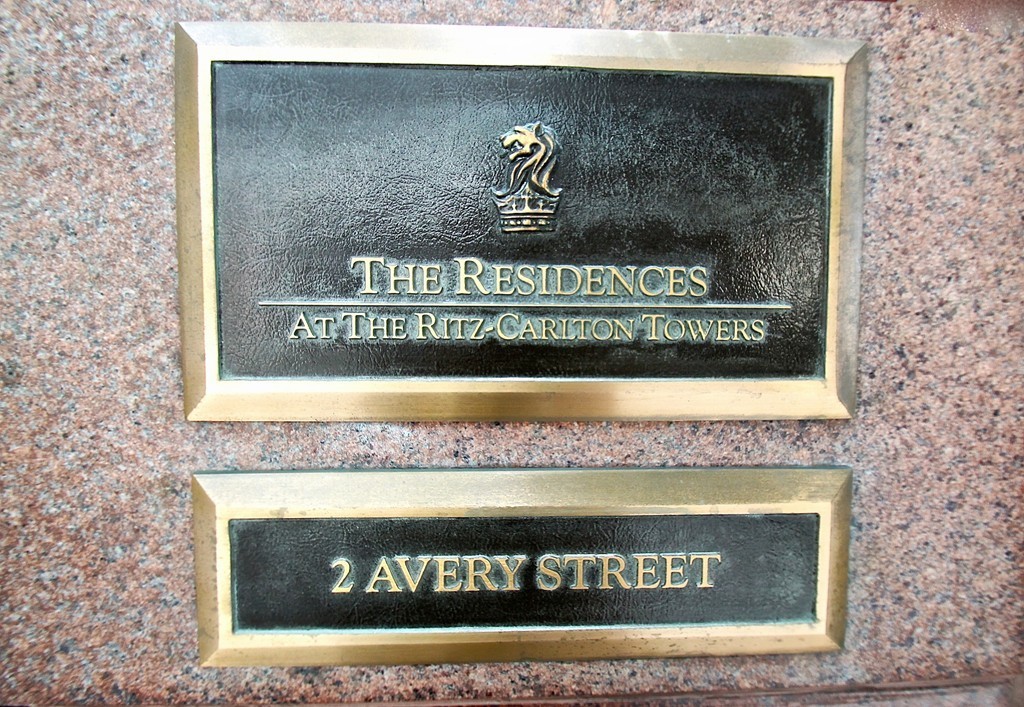 THE RESIDENCES
AT THE RITZ-CARLTON TOWERS
2 AVERY STREET